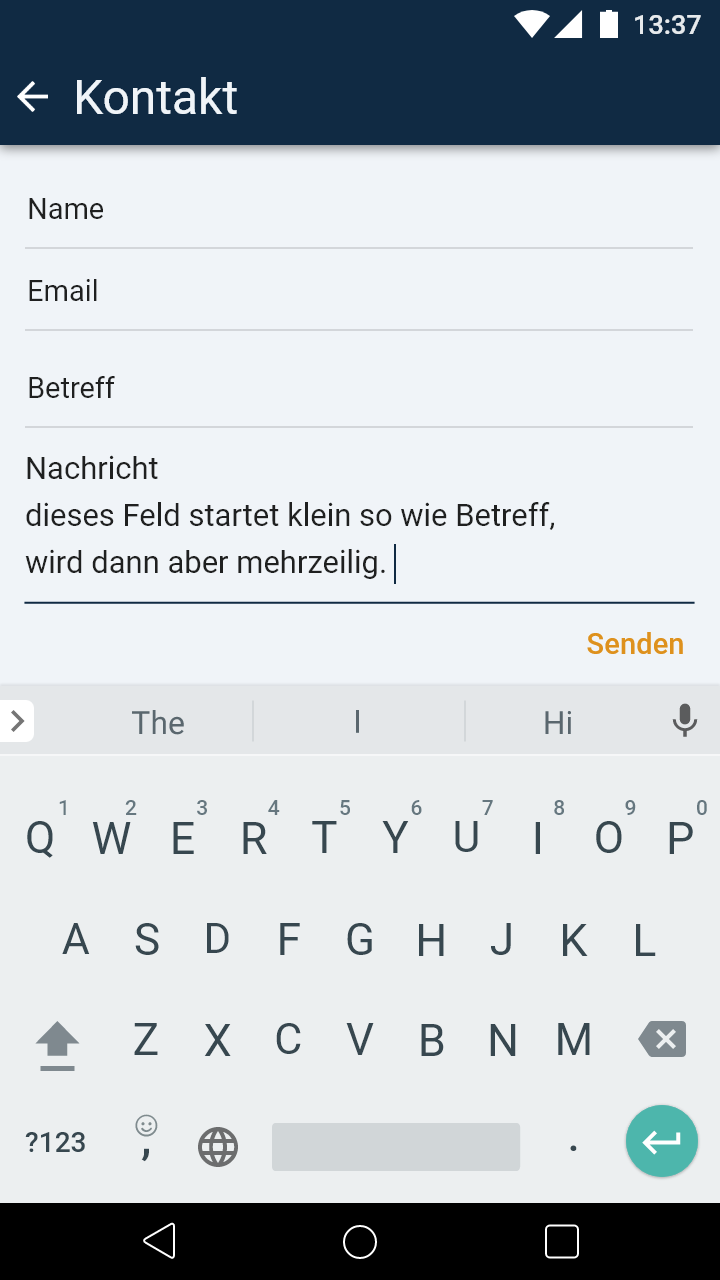 13:37
Kontakt
Name
Email
Betreff
Nachricht
dieses Feld startet klein so wie Betreff,
wird dann aber mehrzeilig.
Senden
The I Hi
1 2 3 4 5 6 7 8 9 0
Q W E R T Y U I O P
A S D F G H J K L
Z X C V B N M
?123 , .